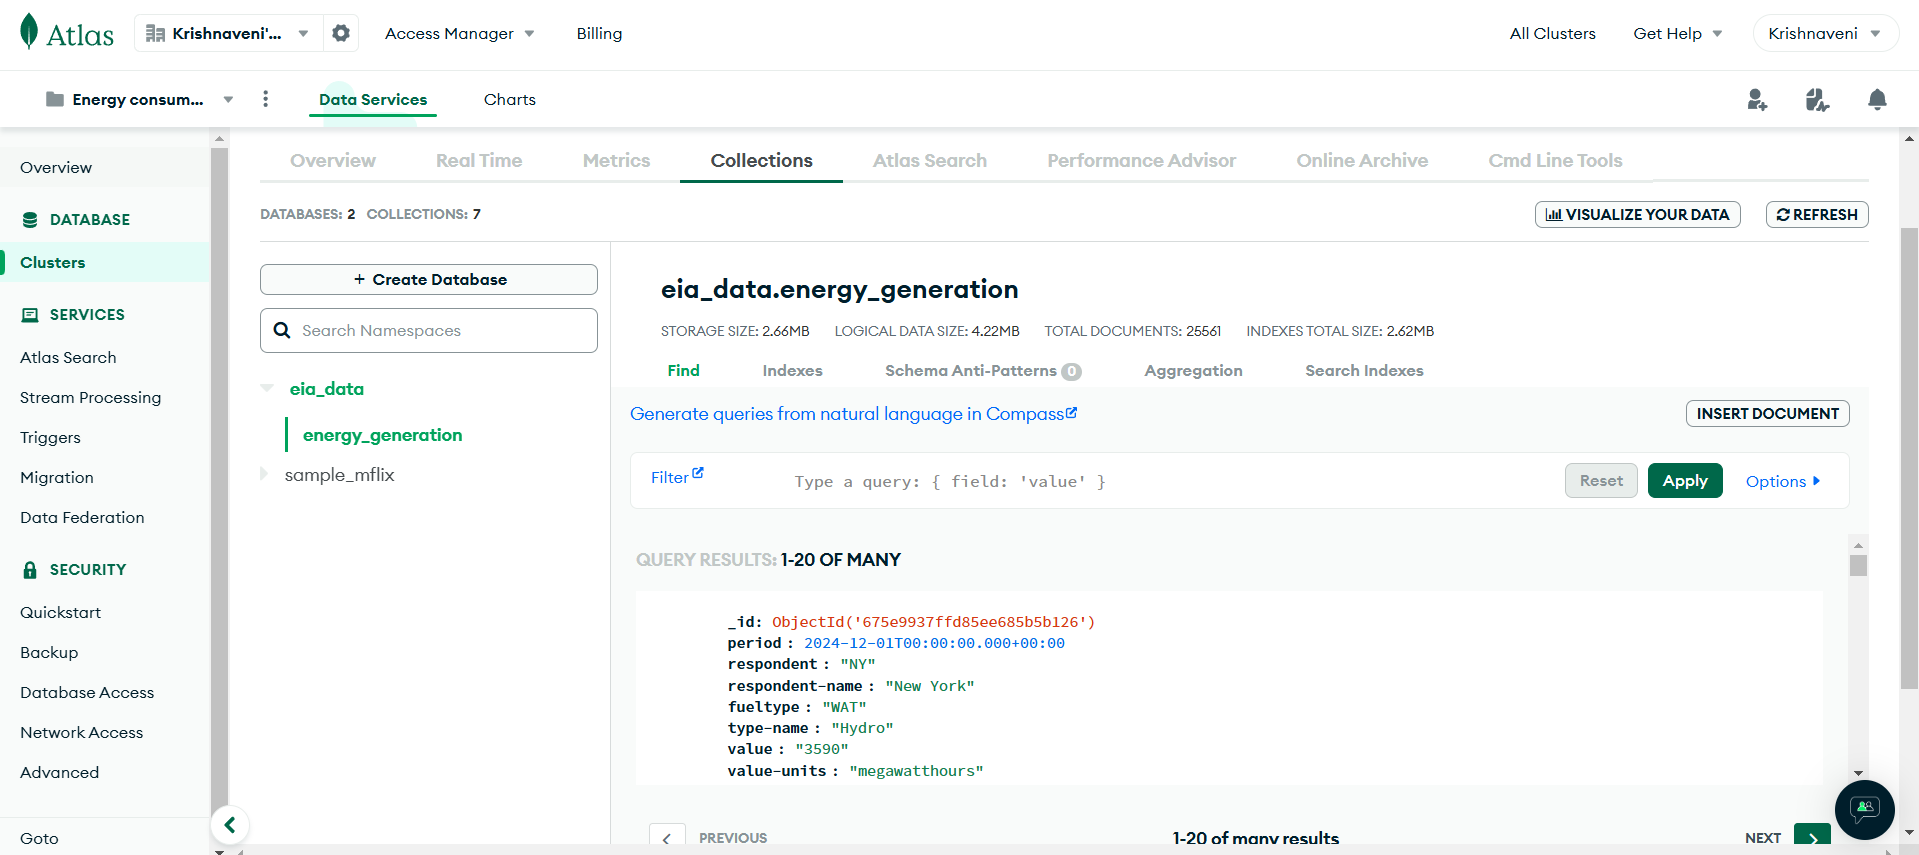 Atlas
Krishnaveni'...
Access Manager
Billing
All Clusters
Get Help
Krishnaveni
Energy consum...
Data Services
Charts
Overview
DATABASE
Clusters
SERVICES
Atlas Search
Stream Processing
Triggers
Migration
Data Federation
SECURITY
Quickstart
Backup
Database Access
Network Access
Advanced
Goto
Overview
Real Time
Metrics
Collections
Atlas Search
Performance Advisor
Online Archive
Cmd Line Tools
DATABASES: 2 COLLECTIONS: 7
VISUALIZE YOUR DATA
REFRESH
+ Create Database
Search Namespaces
eia_data
energy_generation
sample_mflix
eia_data.energy_generation
STORAGE SIZE: 2.66MB LOGICAL DATA SIZE: 4.22MB TOTAL DOCUMENTS: 25561 INDEXES TOTAL SIZE: 2.62MB
Find
Indexes
Schema Anti-Patterns 0
Aggregation
Search Indexes
Generate queries from natural language in Compass
INSERT DOCUMENT
Filter
Type a query: { field: 'value' }
Reset
Apply
Options
QUERY RESULTS: 1-20 OF MANY
_id: ObjectId('675e9937ffd85ee685b5b126')
period : 2024-12-01T00:00:00.000+00:00
respondent : "NY"
respondent-name : "New York"
fueltype : "WAT"
type-name : "Hydro"
value : "3590"
value-units : "megawatthours"
PREVIOUS
1-20 of many results
NEXT